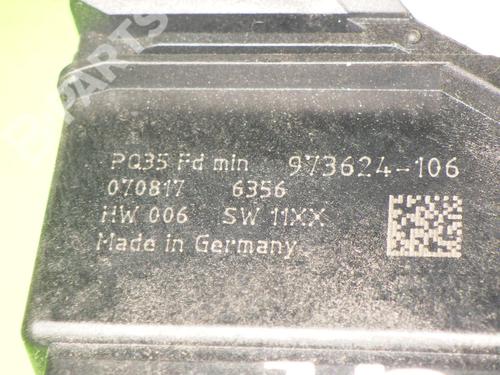 PQ35 Fd min 973624-106
070817 6356
HW 006 SW 11XX
Made in Germany